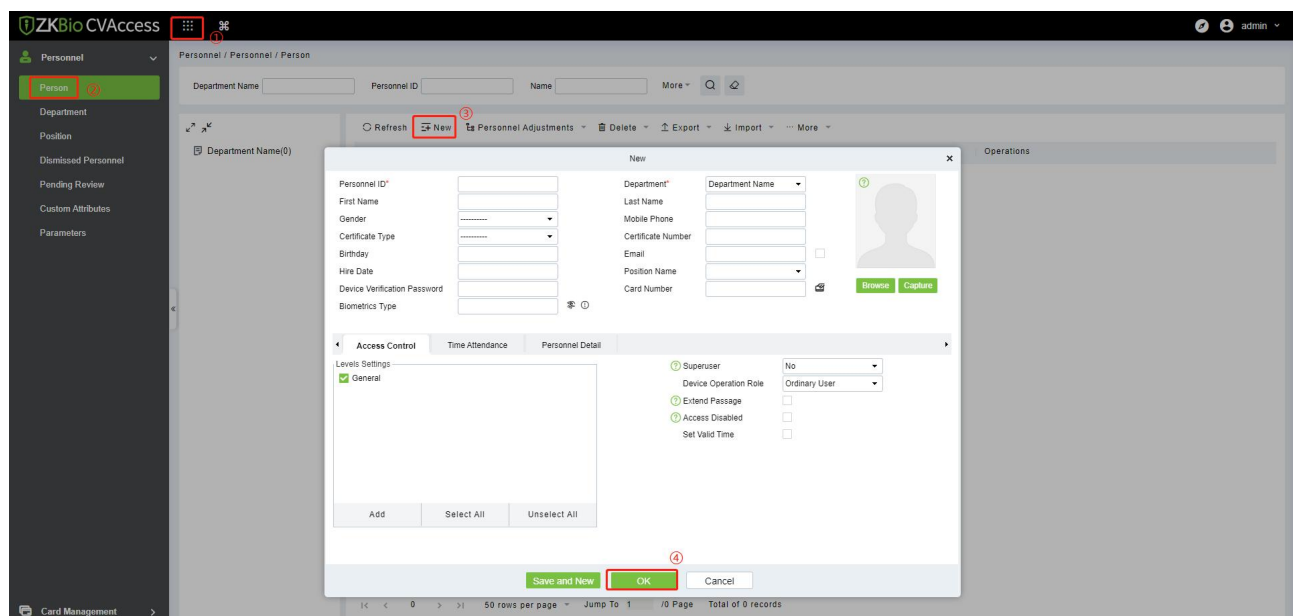 ZKBio CVAccess ① admin
Personnel
Personnel / Personnel / Person
Person ②
Department
Position
Dismissed Personnel
Pending Review
Custom Attributes
Parameters
Card Management
Department Name Personnel ID Name More
③
Refresh New Personnel Adjustments Delete Export Import ... More
Department Name(0)
Operations
New x
Personnel ID* Department* Department Name
First Name Last Name
Gender ---------- Mobile Phone
Certificate Type ---------- Certificate Number
Birthday Email
Hire Date Position Name
Device Verification Password Card Number Browse Capture
Biometrics Type
Access Control Time Attendance Personnel Detail
Levels Settings
General
Superuser No
Device Operation Role Ordinary User
Extend Passage
Access Disabled
Set Valid Time
Add Select All Unselect All
④
Save and New OK Cancel
|< < 0 > >| 50 rows per page Jump To 1 /0 Page Total of 0 records